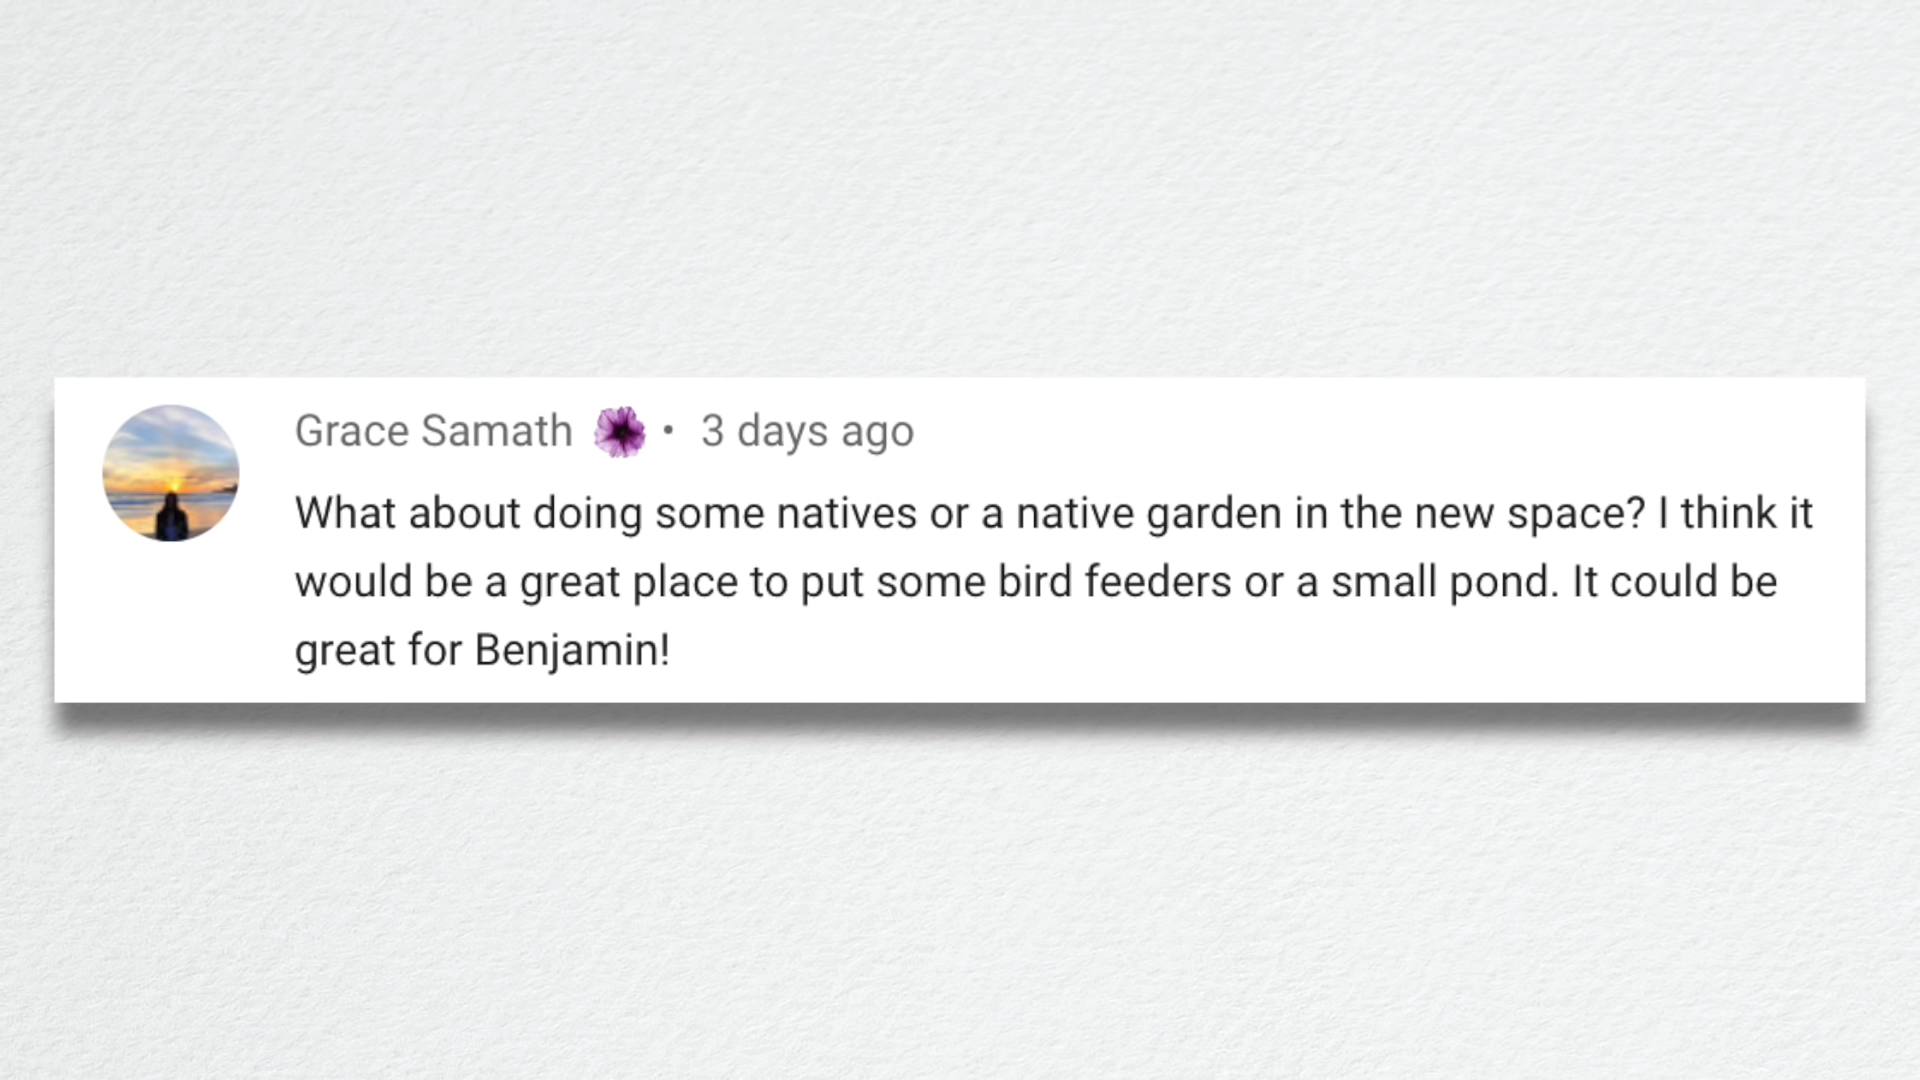 Grace Samath • 3 days ago
What about doing some natives or a native garden in the new space? I think it
would be a great place to put some bird feeders or a small pond. It could be
great for Benjamin!